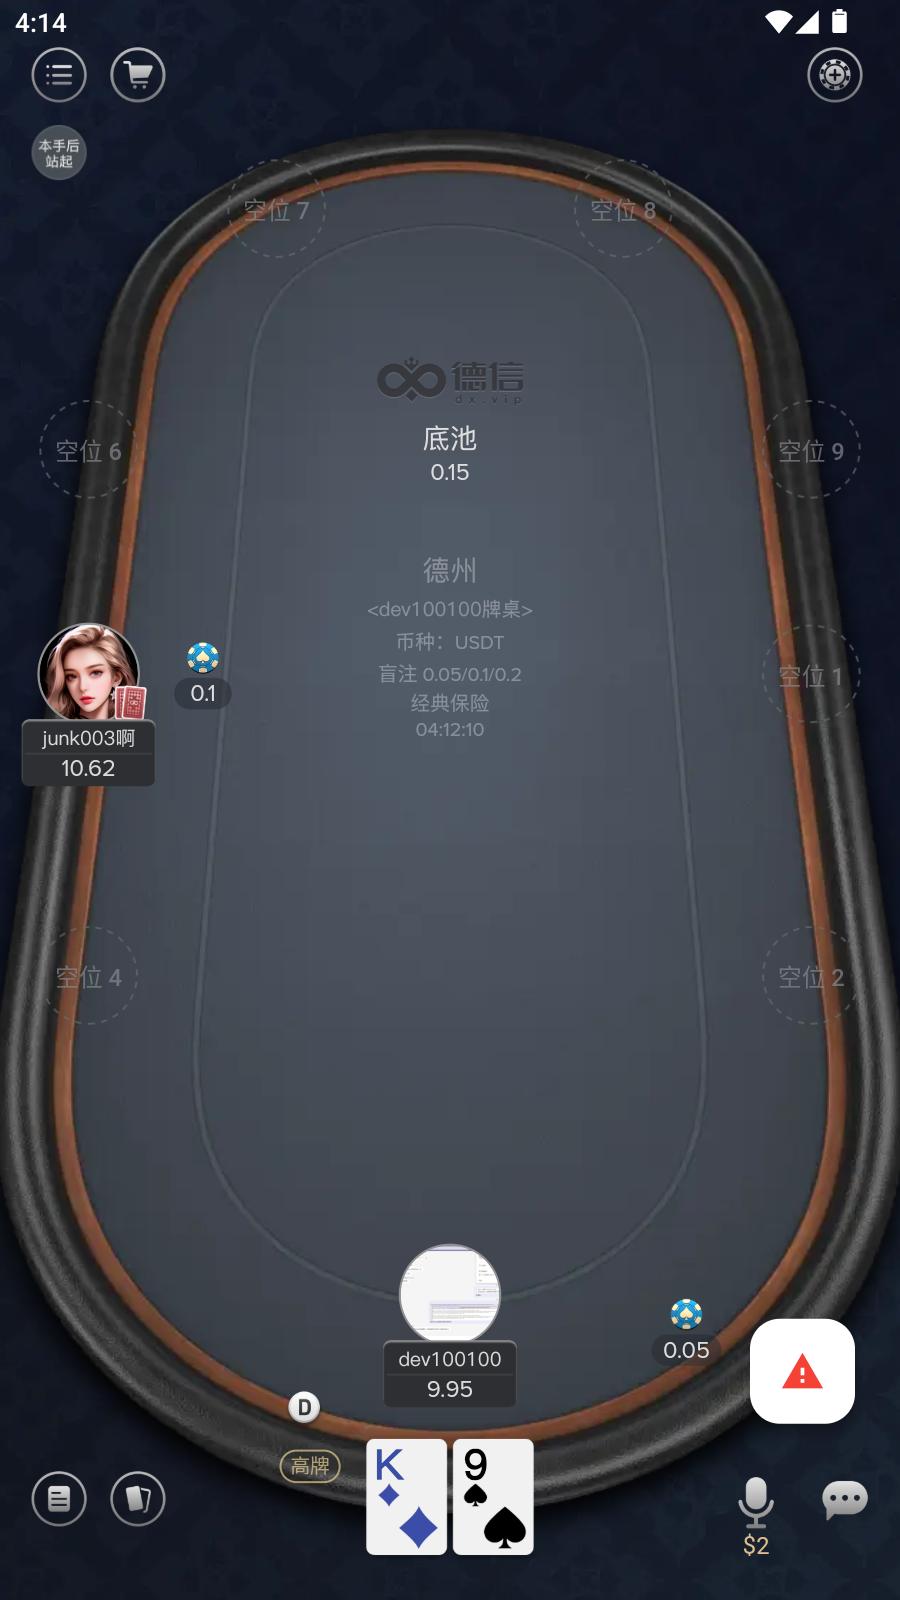 4:14
本手后
站起
空位 7
空位 8
德信
dx.vip
底池
0.15
空位 6
空位 9
德州
<dev100100牌桌>
币种：USDT
盲注 0.05/0.1/0.2
经典保险
04:12:10
空位 1
0.1
junk003啊
10.62
空位 4
空位 2
dev100100
9.95
0.05
D
高牌
K
9
$2